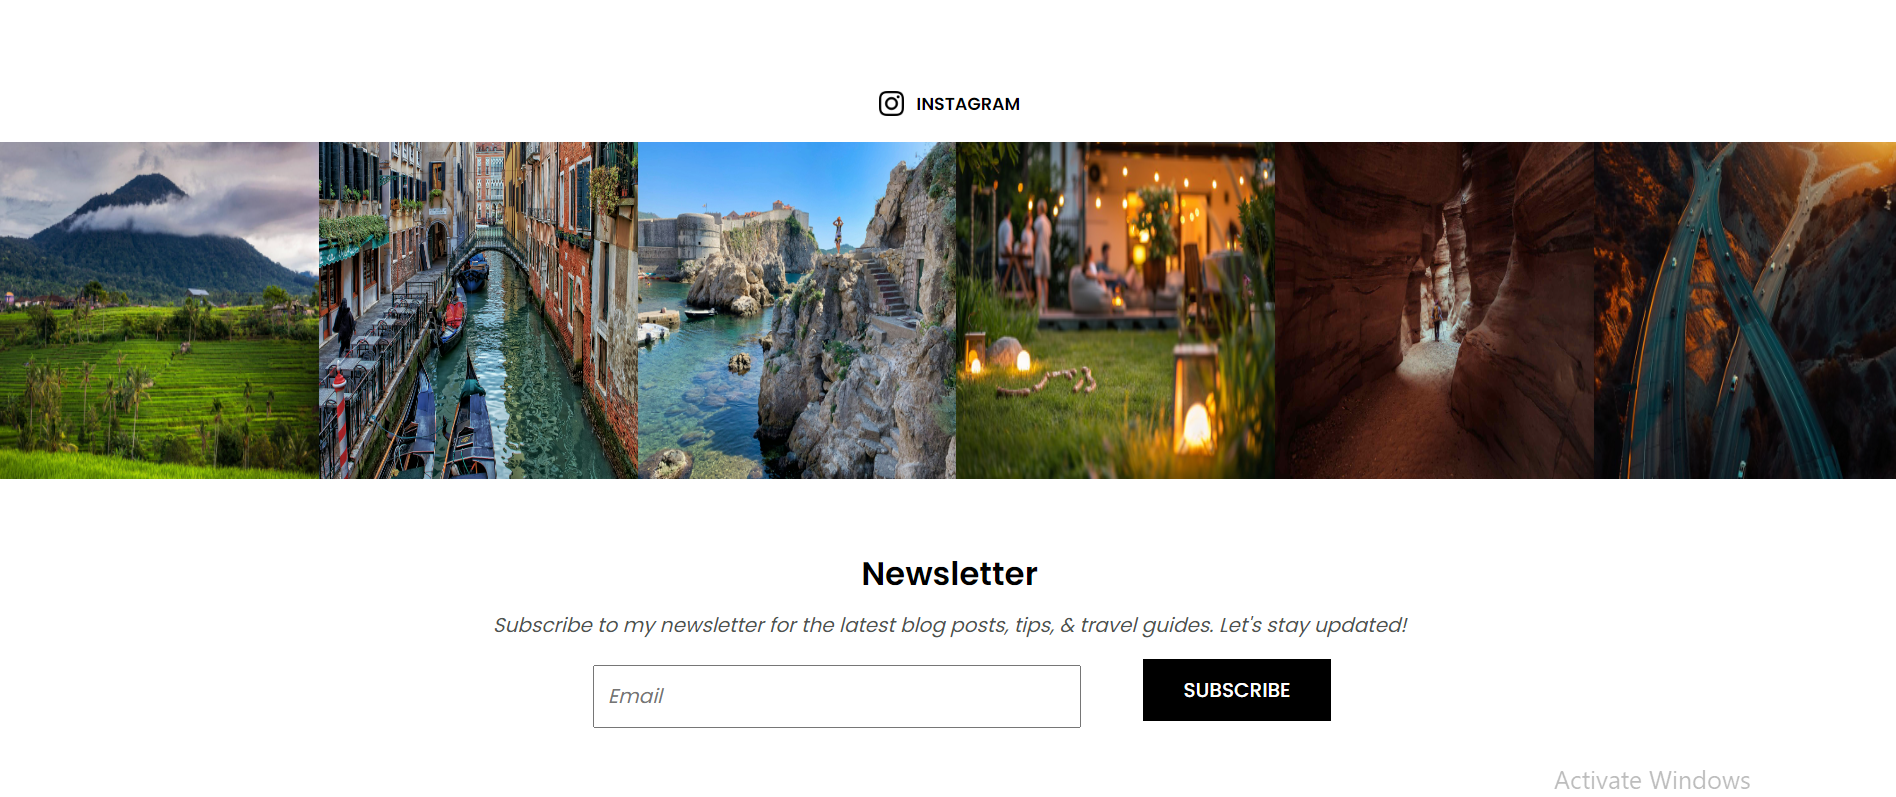 INSTAGRAM
Newsletter
Subscribe to my newsletter for the latest blog posts, tips, & travel guides. Let's stay updated!
Email
SUBSCRIBE
Activate Windows